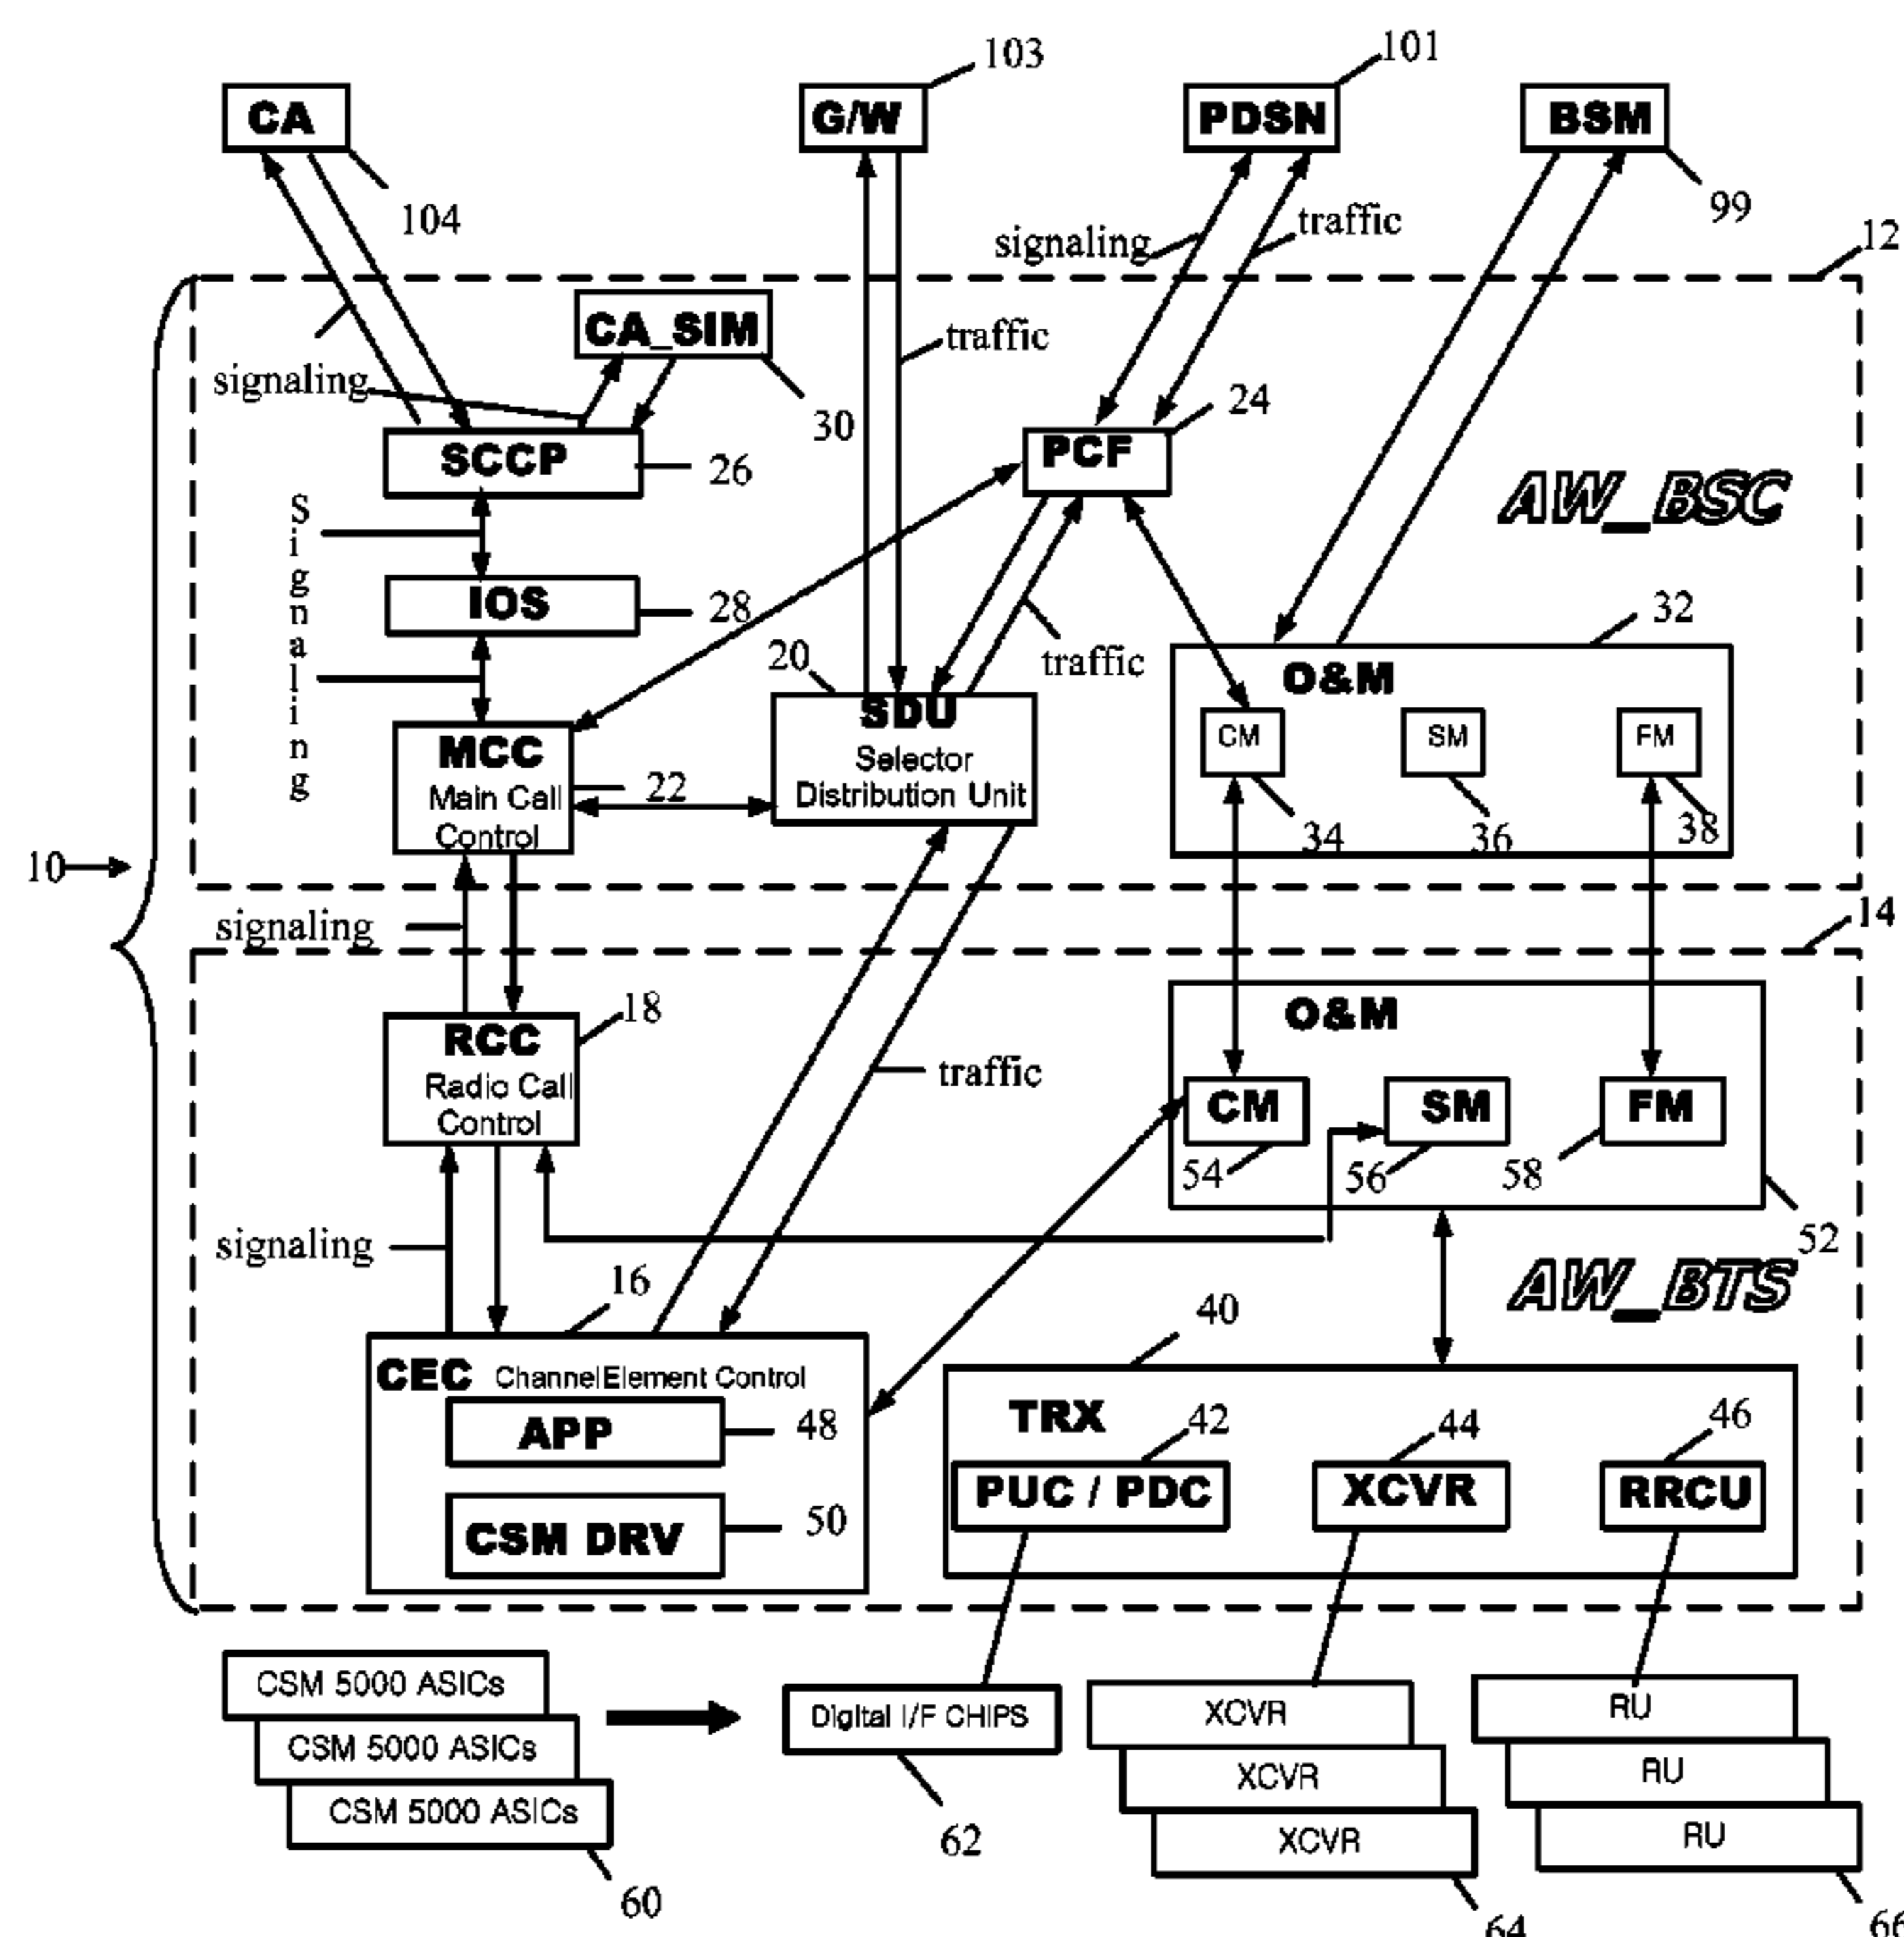 103
101
CA
G/W
PDSN
BSM
104
99
signaling
traffic
12
CA_SIM
traffic
signaling
30
24
SCCP
26
PCF
AW_BSC
Signaling
IOS
28
32
20
traffic
O&M
SDU
Selector
Distribution Unit
MCC
Main Call
Control
22
CM
SM
FM
34
36
38
10
signaling
14
18
O&M
RCC
Radio Call
Control
traffic
CM
SM
FM
54
56
58
signaling
52
16
AW_BTS
40
CEC Channel Element Control
APP
48
TRX
42
44
46
PUC / PDC
XCVR
RRCU
CSM DRV
50
CSM 5000 ASICs
CSM 5000 ASICs
CSM 5000 ASICs
Digital I/F CHIPS
XCVR
XCVR
XCVR
RU
RU
RU
62
60
64
66